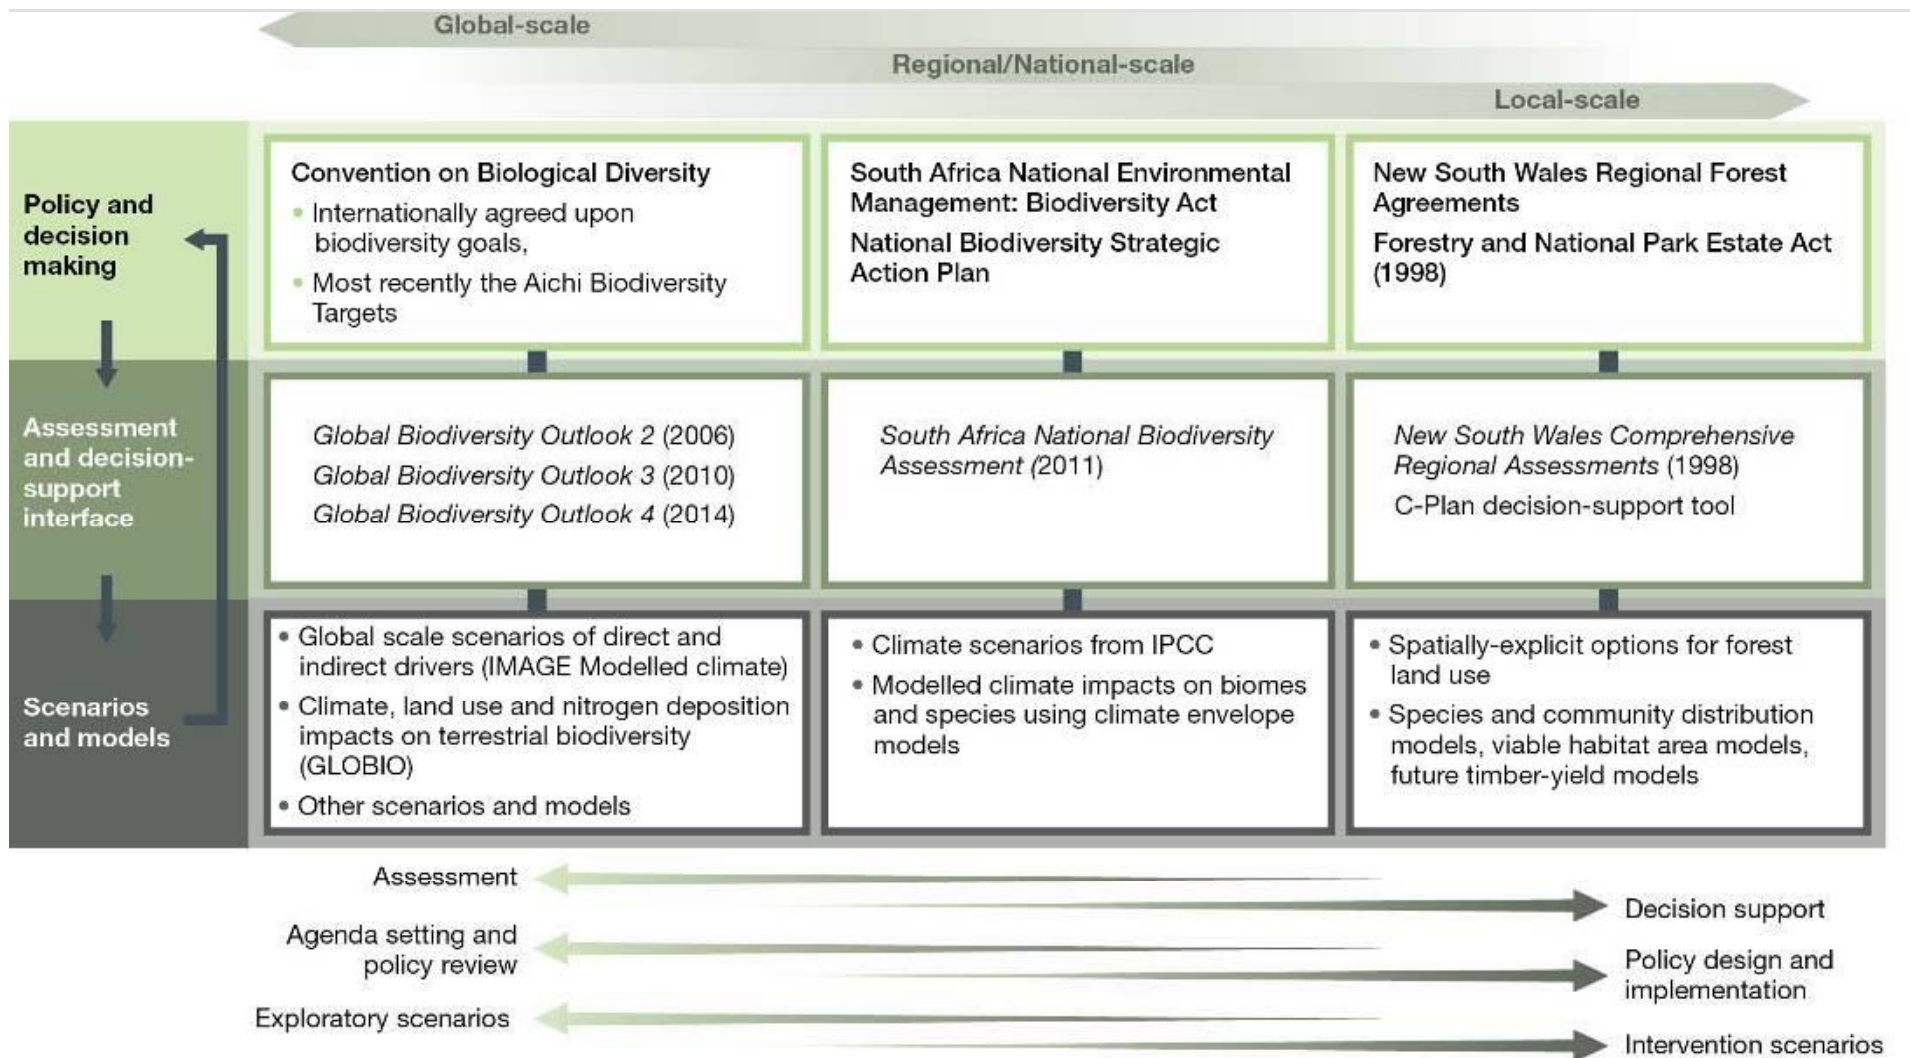 Global-scale
Regional/National-scale
Local-scale
Policy and
decision
making
Convention on Biological Diversity
• Internationally agreed upon
biodiversity goals,
• Most recently the Aichi Biodiversity
Targets
South Africa National Environmental
Management: Biodiversity Act
National Biodiversity Strategic
Action Plan
New South Wales Regional Forest
Agreements
Forestry and National Park Estate Act
(1998)
Assessment
and decision-
support
interface
Global Biodiversity Outlook 2 (2006)
Global Biodiversity Outlook 3 (2010)
Global Biodiversity Outlook 4 (2014)
South Africa National Biodiversity
Assessment (2011)
New South Wales Comprehensive
Regional Assessments (1998)
C-Plan decision-support tool
Scenarios
and models
• Global scale scenarios of direct and
indirect drivers (IMAGE Modelled climate)
• Climate, land use and nitrogen deposition
impacts on terrestrial biodiversity
(GLOBIO)
• Other scenarios and models
• Climate scenarios from IPCC
• Modelled climate impacts on biomes
and species using climate envelope
models
• Spatially-explicit options for forest
land use
• Species and community distribution
models, viable habitat area models,
future timber-yield models
Assessment
Decision support
Agenda setting and
policy review
Policy design and
implementation
Exploratory scenarios
Intervention scenarios